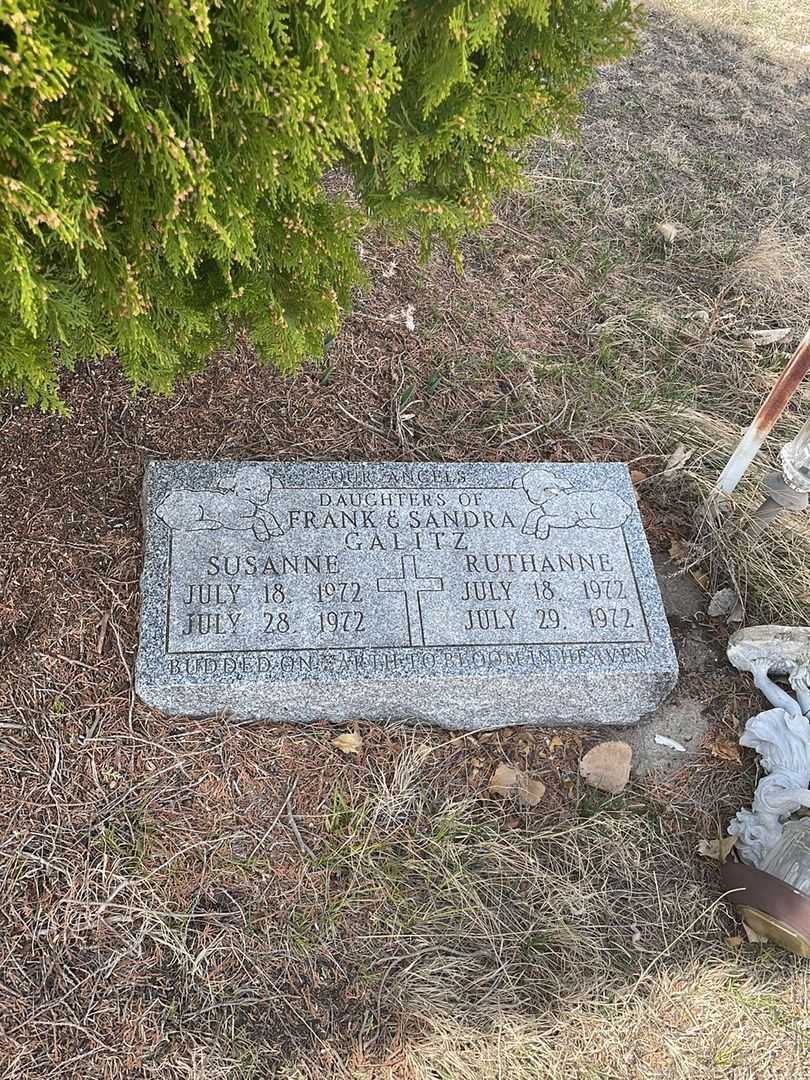 OUR ANGELS
DAUGHTERS OF
FRANK & SANDRA
GALITZ
SUSANNE
JULY 18, 1972
JULY 28, 1972
RUTHANNE
JULY 18, 1972
JULY 29, 1972
BUDDED ON EARTH TO BLOOM IN HEAVEN